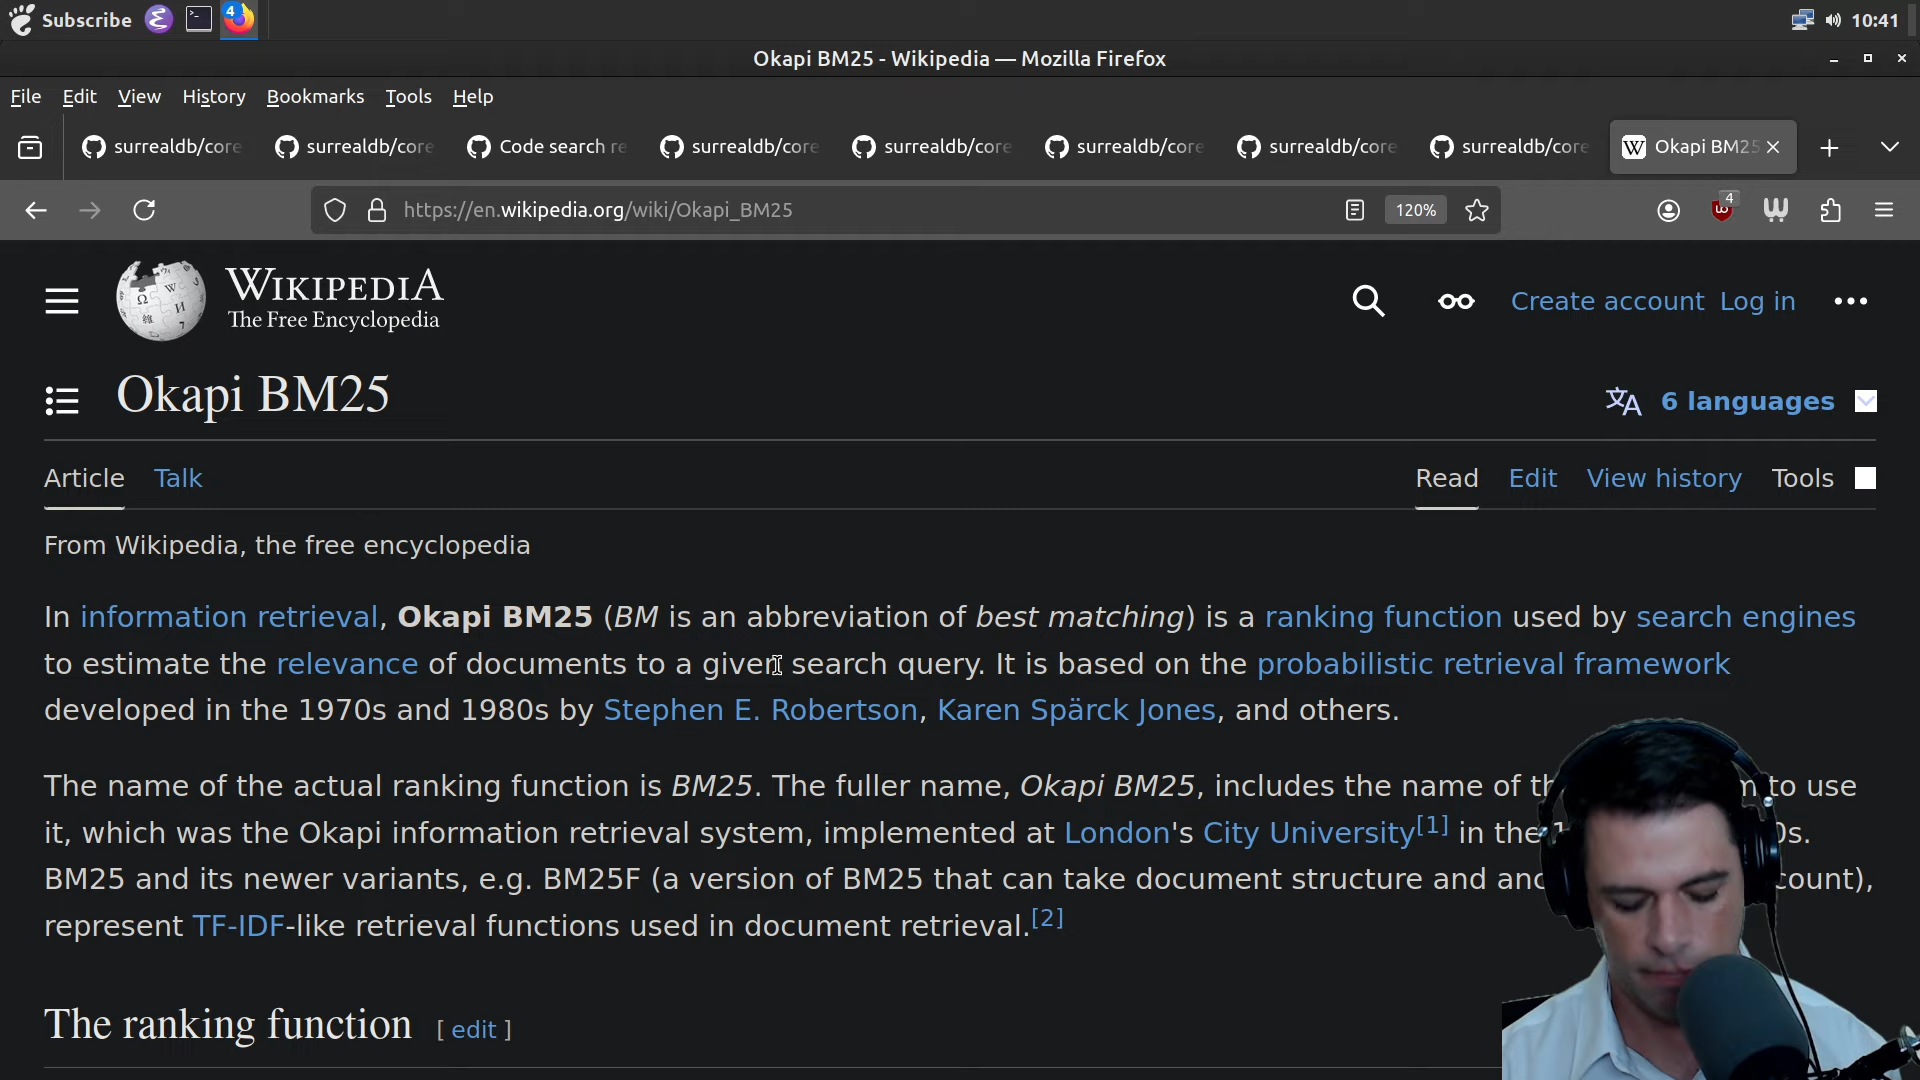 Subscribe
4
10:41
Okapi BM25 - Wikipedia — Mozilla Firefox
File Edit View History Bookmarks Tools Help
surrealdb/core surrealdb/core Code search re surrealdb/core surrealdb/core surrealdb/core surrealdb/core surrealdb/core Okapi BM25
https://en.wikipedia.org/wiki/Okapi_BM25 120% 4
WIKIPEDIA
The Free Encyclopedia
Create account Log in
Okapi BM25
6 languages
Article Talk Read Edit View history Tools
From Wikipedia, the free encyclopedia
In information retrieval, Okapi BM25 (BM is an abbreviation of best matching) is a ranking function used by search engines
to estimate the relevance of documents to a given search query. It is based on the probabilistic retrieval framework
developed in the 1970s and 1980s by Stephen E. Robertson, Karen Spärck Jones, and others.
The name of the actual ranking function is BM25. The fuller name, Okapi BM25, includes the name of to use
it, which was the Okapi information retrieval system, implemented at London's City University[1] in the
BM25 and its newer variants, e.g. BM25F (a version of BM25 that can take document structure and
represent TF-IDF-like retrieval functions used in document retrieval.[2]
The ranking function [ edit ]